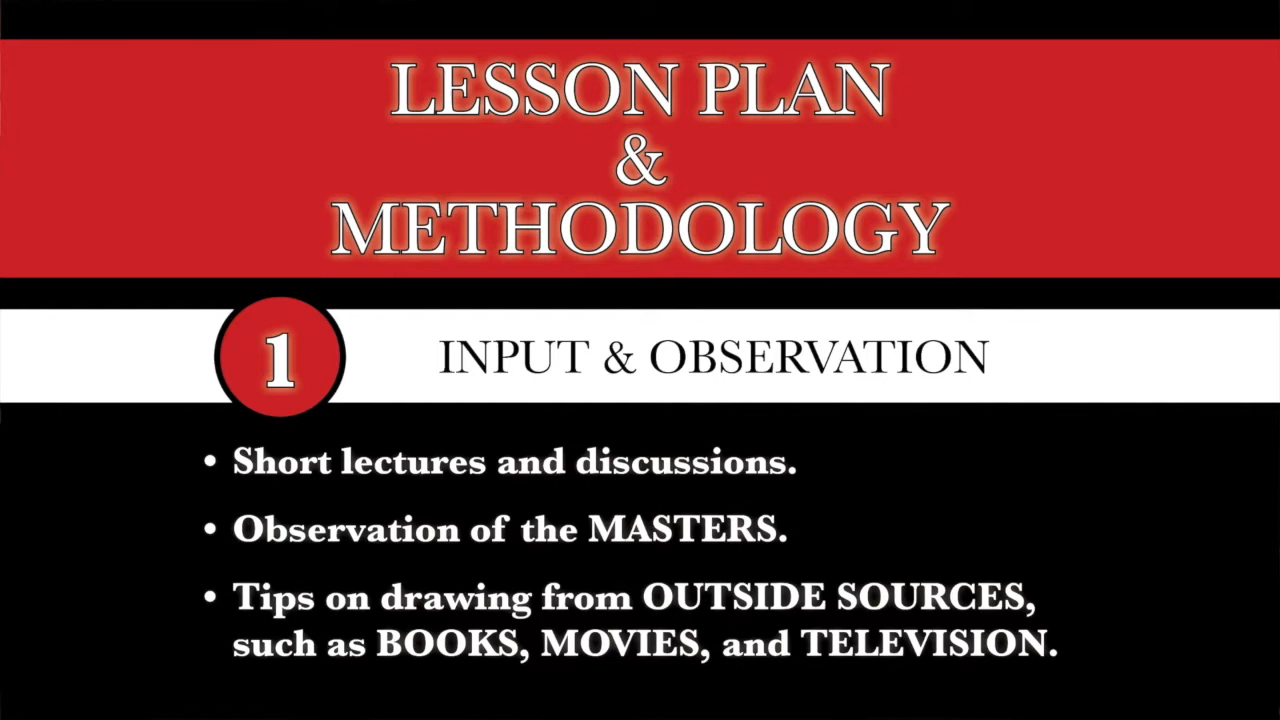 LESSON PLAN
&
METHODOLOGY
1 INPUT & OBSERVATION
• Short lectures and discussions.
• Observation of the MASTERS.
• Tips on drawing from OUTSIDE SOURCES,
such as BOOKS, MOVIES, and TELEVISION.